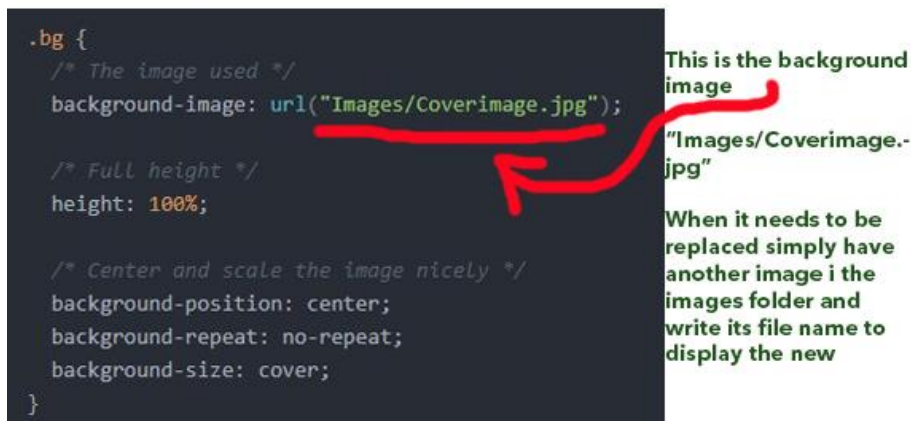 .bg {
/* The image used */
background-image: url("Images/Coverimage.jpg");
/* Full height */
height: 100%;
/* Center and scale the image nicely */
background-position: center;
background-repeat: no-repeat;
background-size: cover;
}
This is the background
image
"Images/Coverimage.-
jpg"
When it needs to be
replaced simply have
another image i the
images folder and
write its file name to
display the new